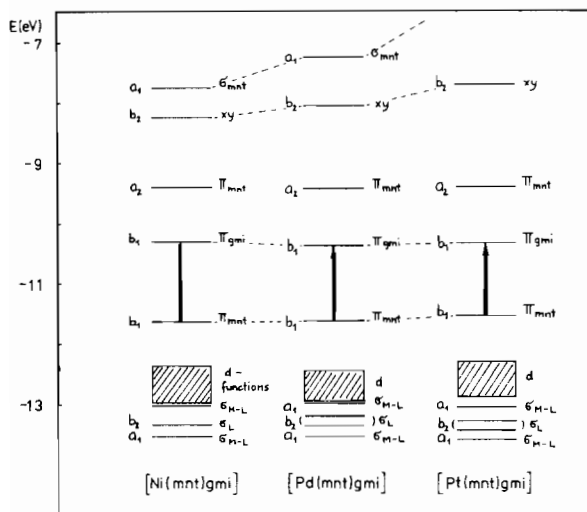 E(eV)
-7
a₁ σmnt
a₁ σmnt
b₂ xy
b₂ xy
b₂ xy
-9
a₂ πmnt
a₂ πmnt
a₂ πmnt
b₁ πgmi
b₁ πgmi
b₁ πgmi
-11
b₁ πmnt
b₁ πmnt
b₁ πmnt
d - functions
d
d
-13
σM-L
a₁ σM-L
a₁ σM-L
b₂ σL
b₂ ( ) σL
b₂ ( ) σL
a₁ σM-L
a₁ σM-L
a₁ σM-L
[Ni(mnt)gmi] [Pd(mnt)gmi] [Pt(mnt)gmi]